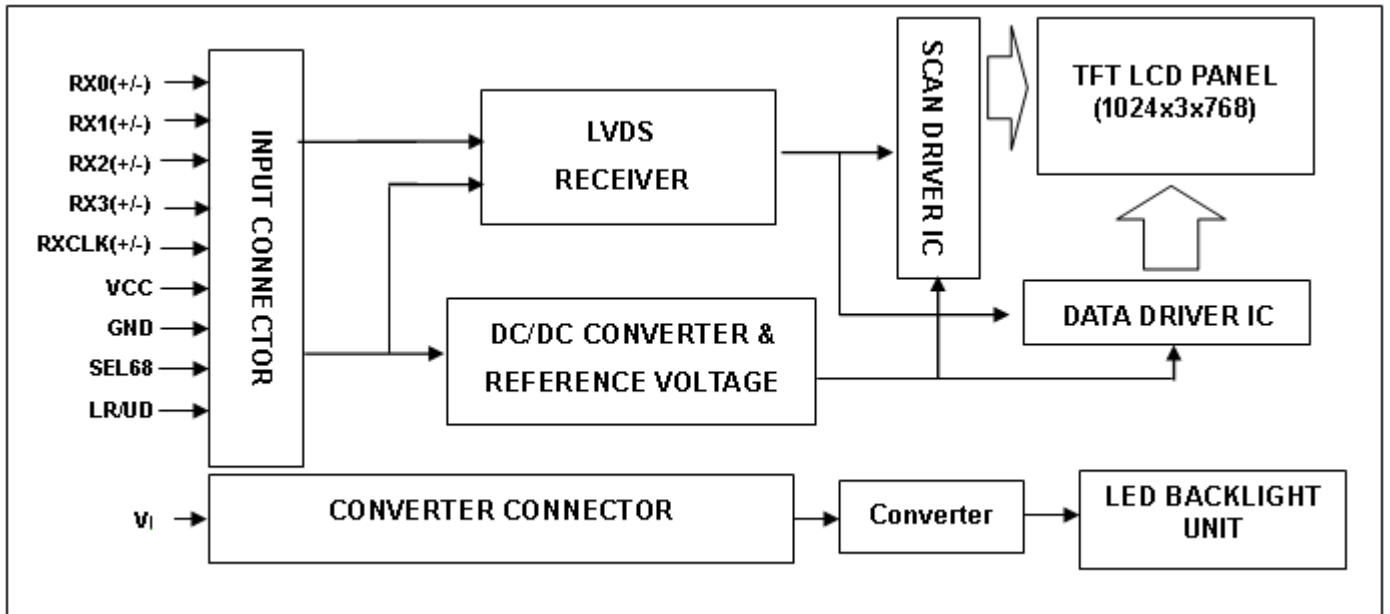 RX0(+/-)
RX1(+/-)
RX2(+/-)
RX3(+/-)
RXCLK(+/-)
VCC
GND
SEL68
LR/UD
INPUT CONNECTOR
LVDS
RECEIVER
DC/DC CONVERTER &
REFERENCE VOLTAGE
SCAN DRIVER IC
TFT LCD PANEL
(1024x3x768)
DATA DRIVER IC
VI
CONVERTER CONNECTOR
Converter
LED BACKLIGHT
UNIT